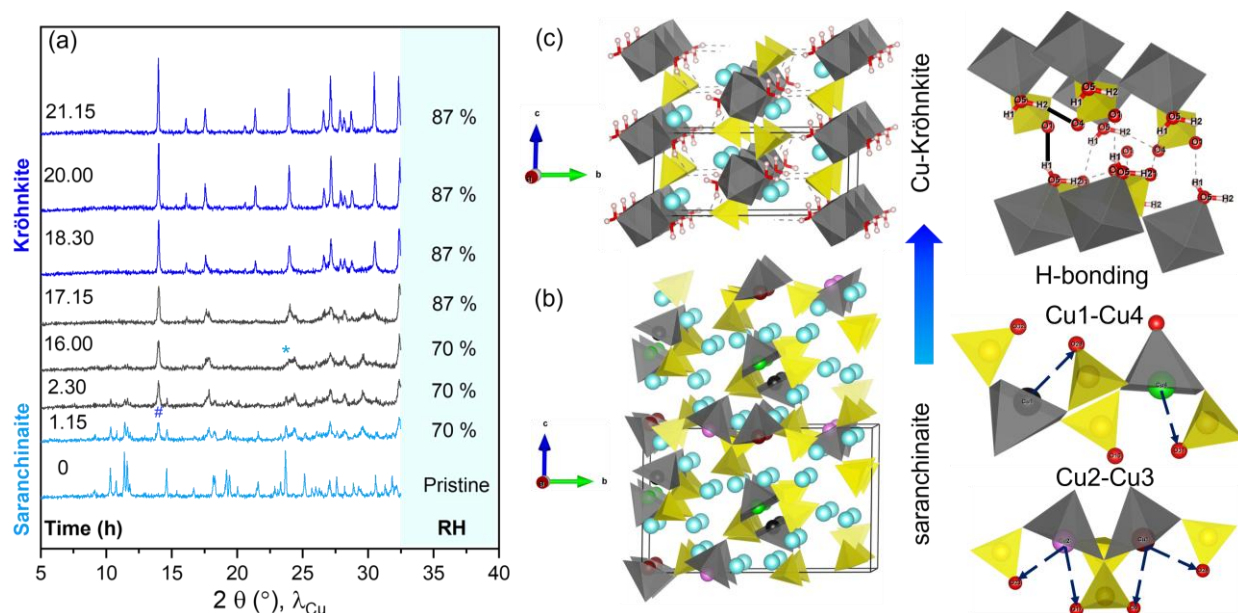 (a)
Kröhnkite
21.15
87 %
20.00
87 %
18.30
87 %
17.15
87 %
16.00
*
70 %
2.30
70 %
#
1.15
70 %
Saranchinaite
0
Pristine
Time (h)
RH
5 10 15 20 25 30 35 40
2 θ (°), λCu
(c)
c
b
(b)
c
b
Cu-Kröhnkite
saranchinaite
O5 H2
H1
H-bonding
Cu1-Cu4
Cu2-Cu3
Cu2